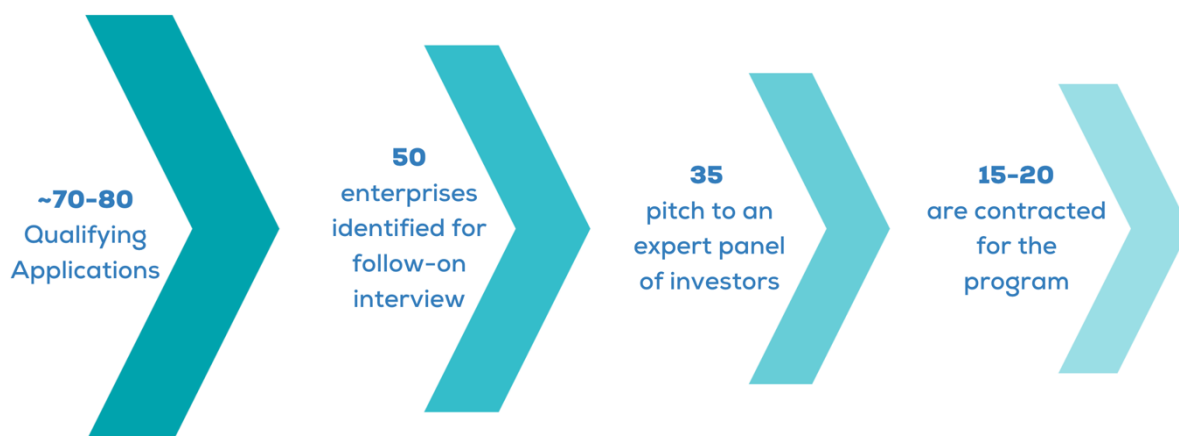 ~70-80
Qualifying
Applications
50
enterprises
identified for
follow-on
interview
35
pitch to an
expert panel
of investors
15-20
are contracted
for the
program